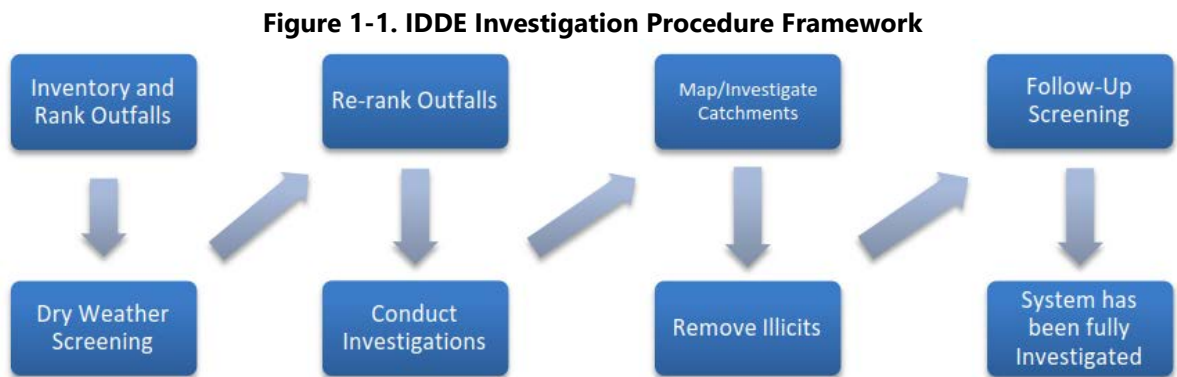 Figure 1-1. IDDE Investigation Procedure Framework
Inventory and
Rank Outfalls
Dry Weather
Screening
Re-rank Outfalls
Conduct
Investigations
Map/Investigate
Catchments
Remove Illicits
Follow-Up
Screening
System has
been fully
Investigated